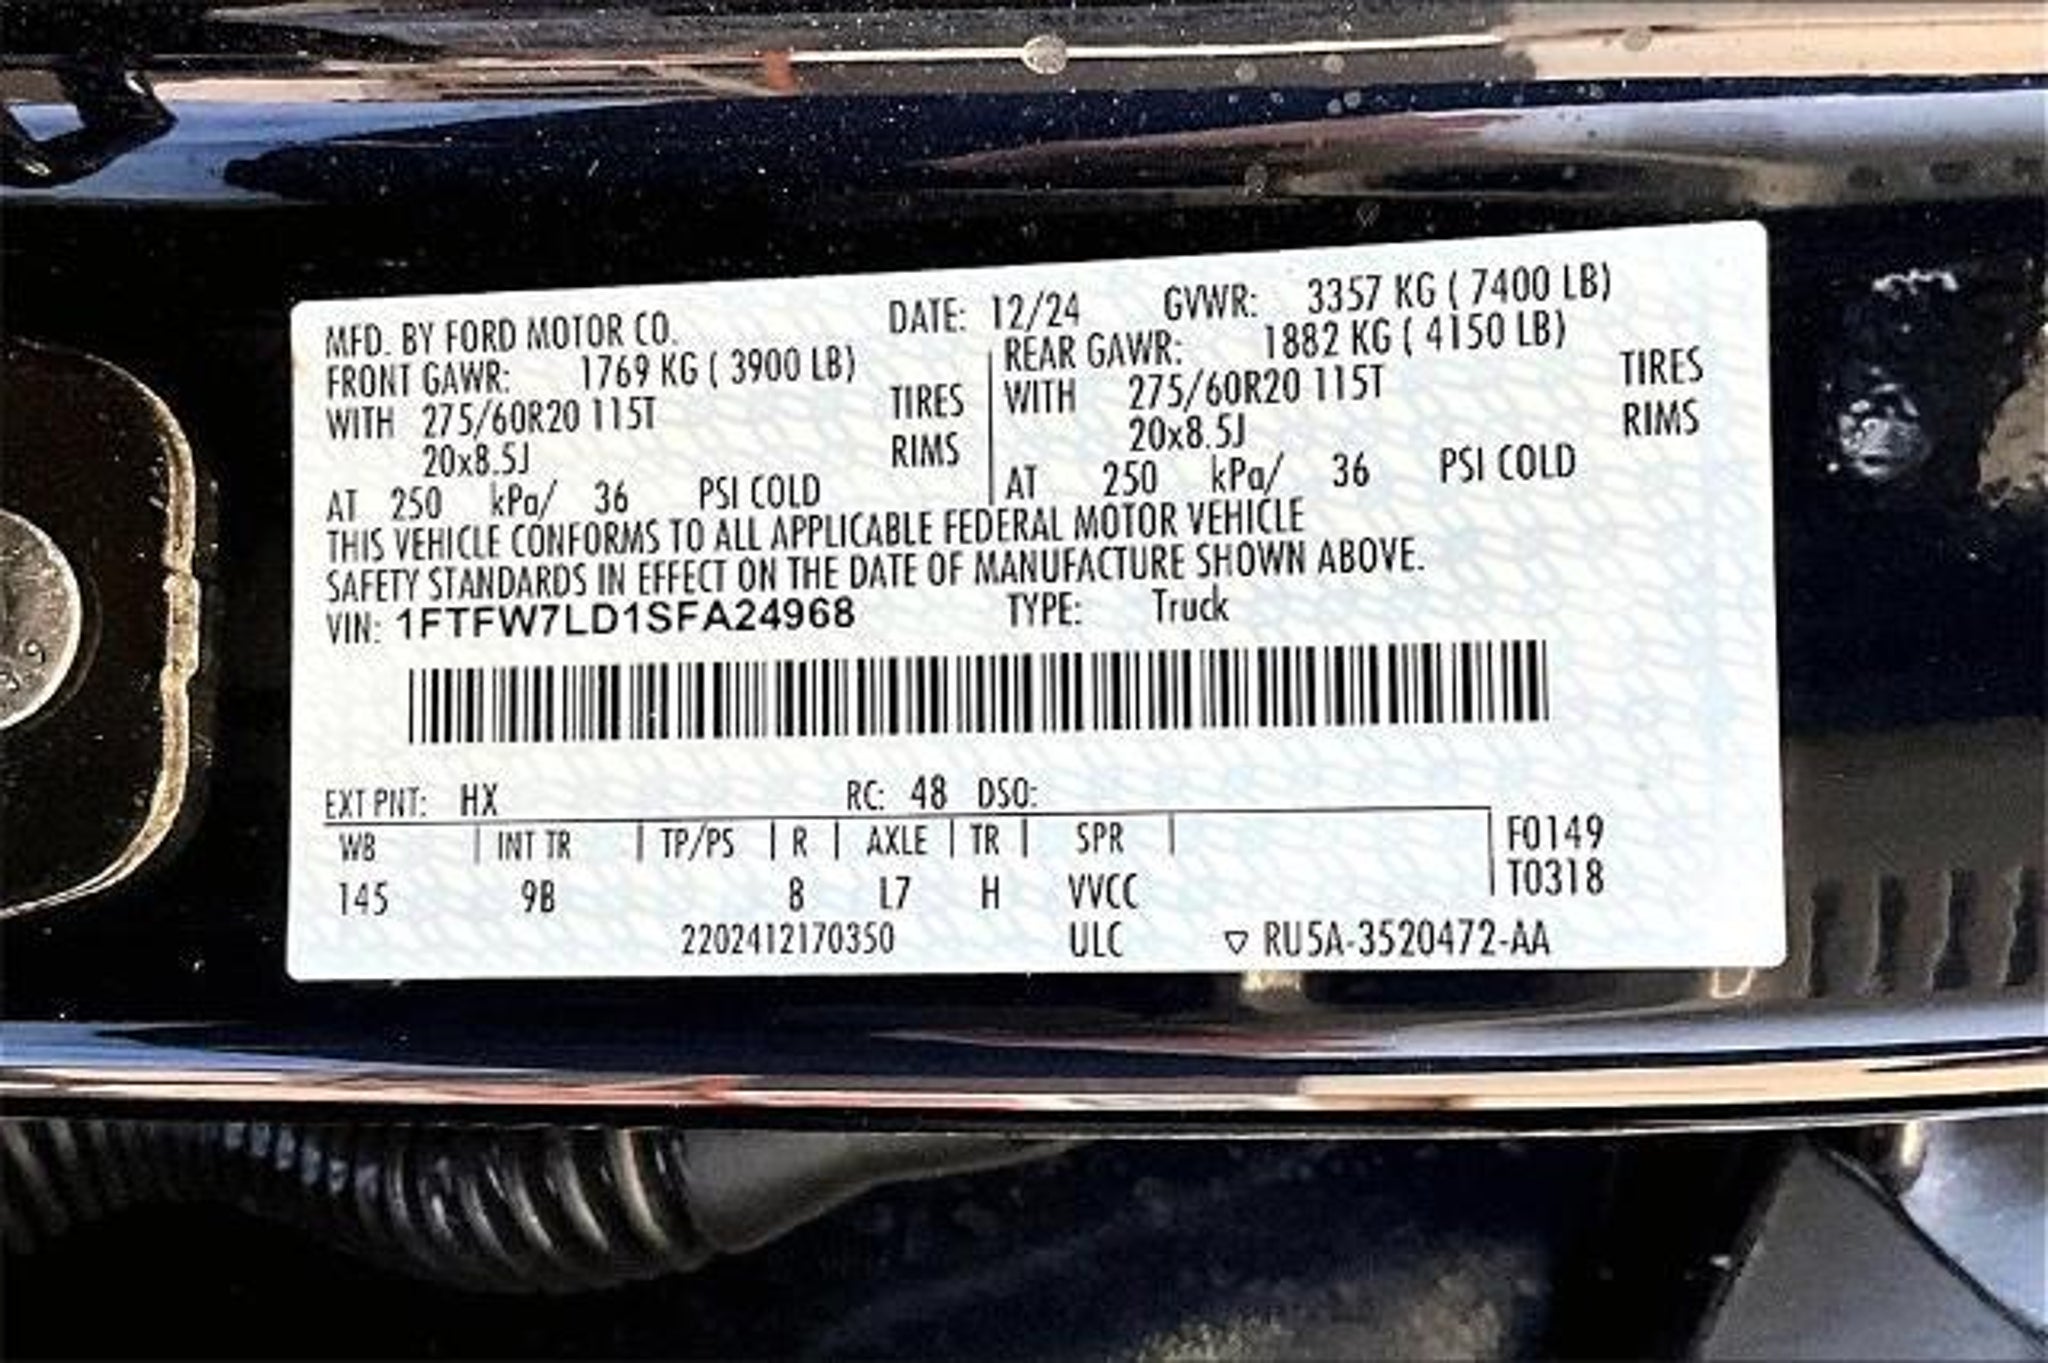 MFD. BY FORD MOTOR CO. DATE: 12/24 GVWR: 3357 KG ( 7400 LB)
FRONT GAWR: 1769 KG ( 3900 LB) REAR GAWR: 1882 KG ( 4150 LB)
WITH 275/60R20 115T TIRES WITH 275/60R20 115T TIRES
20x8.5J RIMS 20x8.5J RIMS
AT 250 kPa/ 36 PSI COLD AT 250 kPa/ 36 PSI COLD
THIS VEHICLE CONFORMS TO ALL APPLICABLE FEDERAL MOTOR VEHICLE
SAFETY STANDARDS IN EFFECT ON THE DATE OF MANUFACTURE SHOWN ABOVE.
VIN: 1FTFW7LD1SFA24968 TYPE: Truck
EXT PNT: HX RC: 48 DSO:
WB INT TR TP/PS R AXLE TR SPR F0149
145 9B 8 L7 H VVCC T0318
2202412170350 ULC ▽ RU5A-3520472-AA